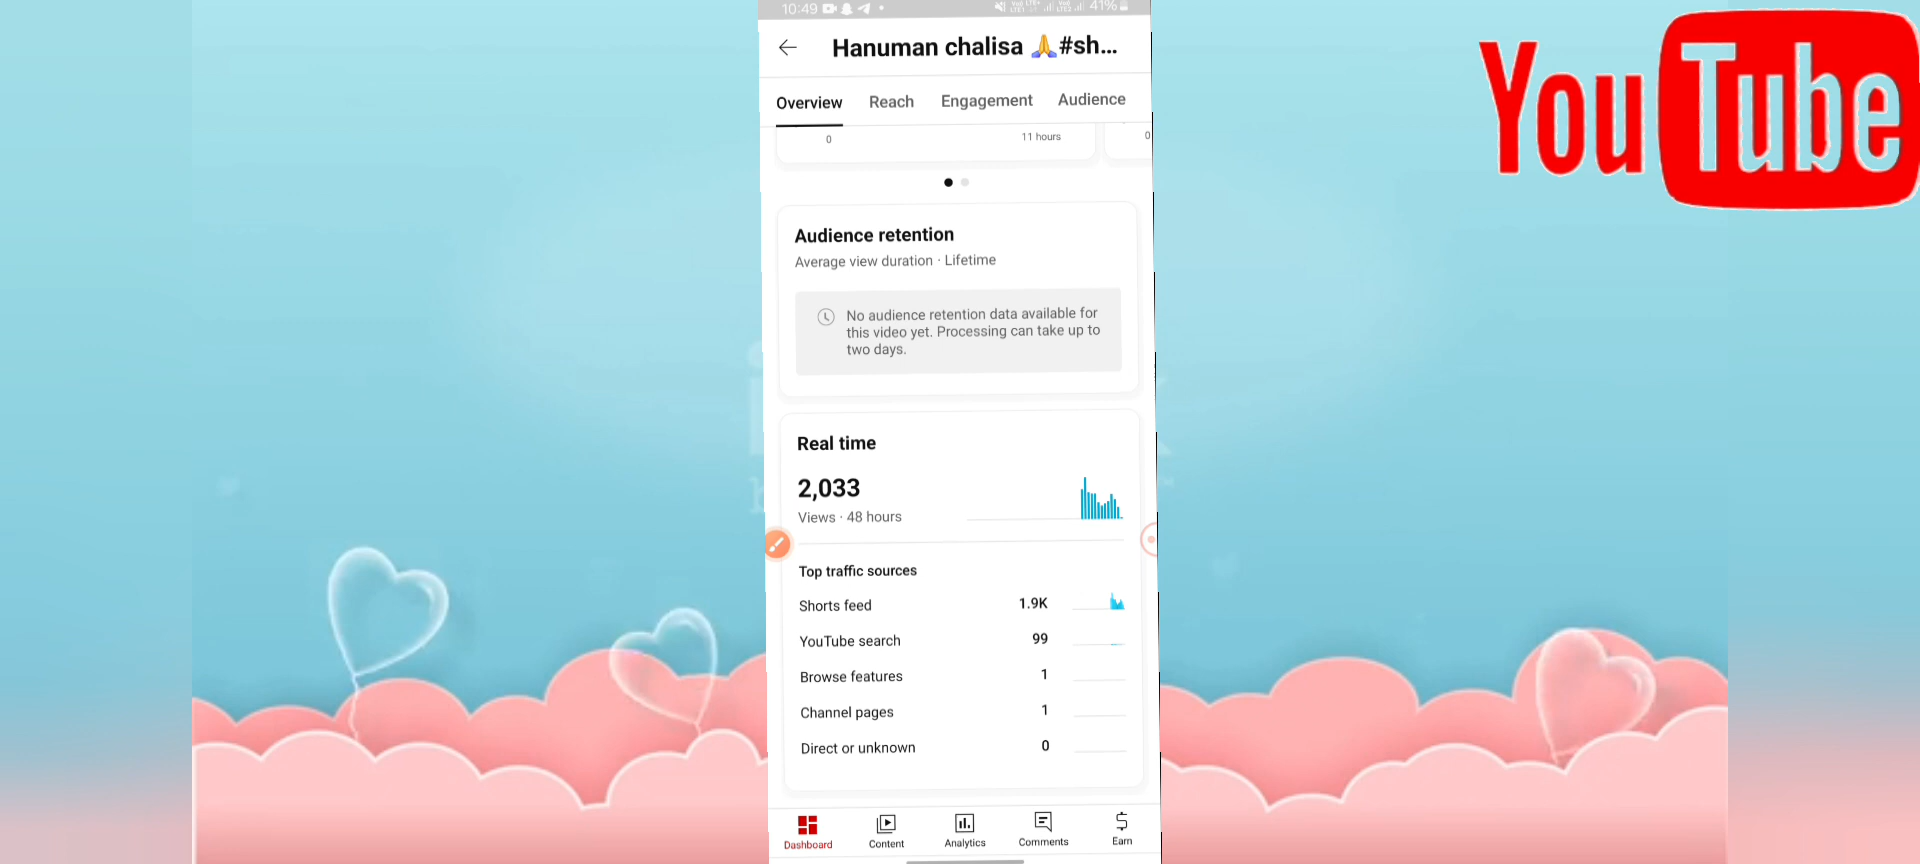 10:49
41%
YouTube
Hanuman chalisa 🙏#sh...
Overview Reach Engagement Audience
0 11 hours 0
Audience retention
Average view duration · Lifetime
No audience retention data available for
this video yet. Processing can take up to
two days.
Real time
2,033
Views · 48 hours
Top traffic sources
Shorts feed 1.9K
YouTube search 99
Browse features 1
Channel pages 1
Direct or unknown 0
Dashboard Content Analytics Comments Earn